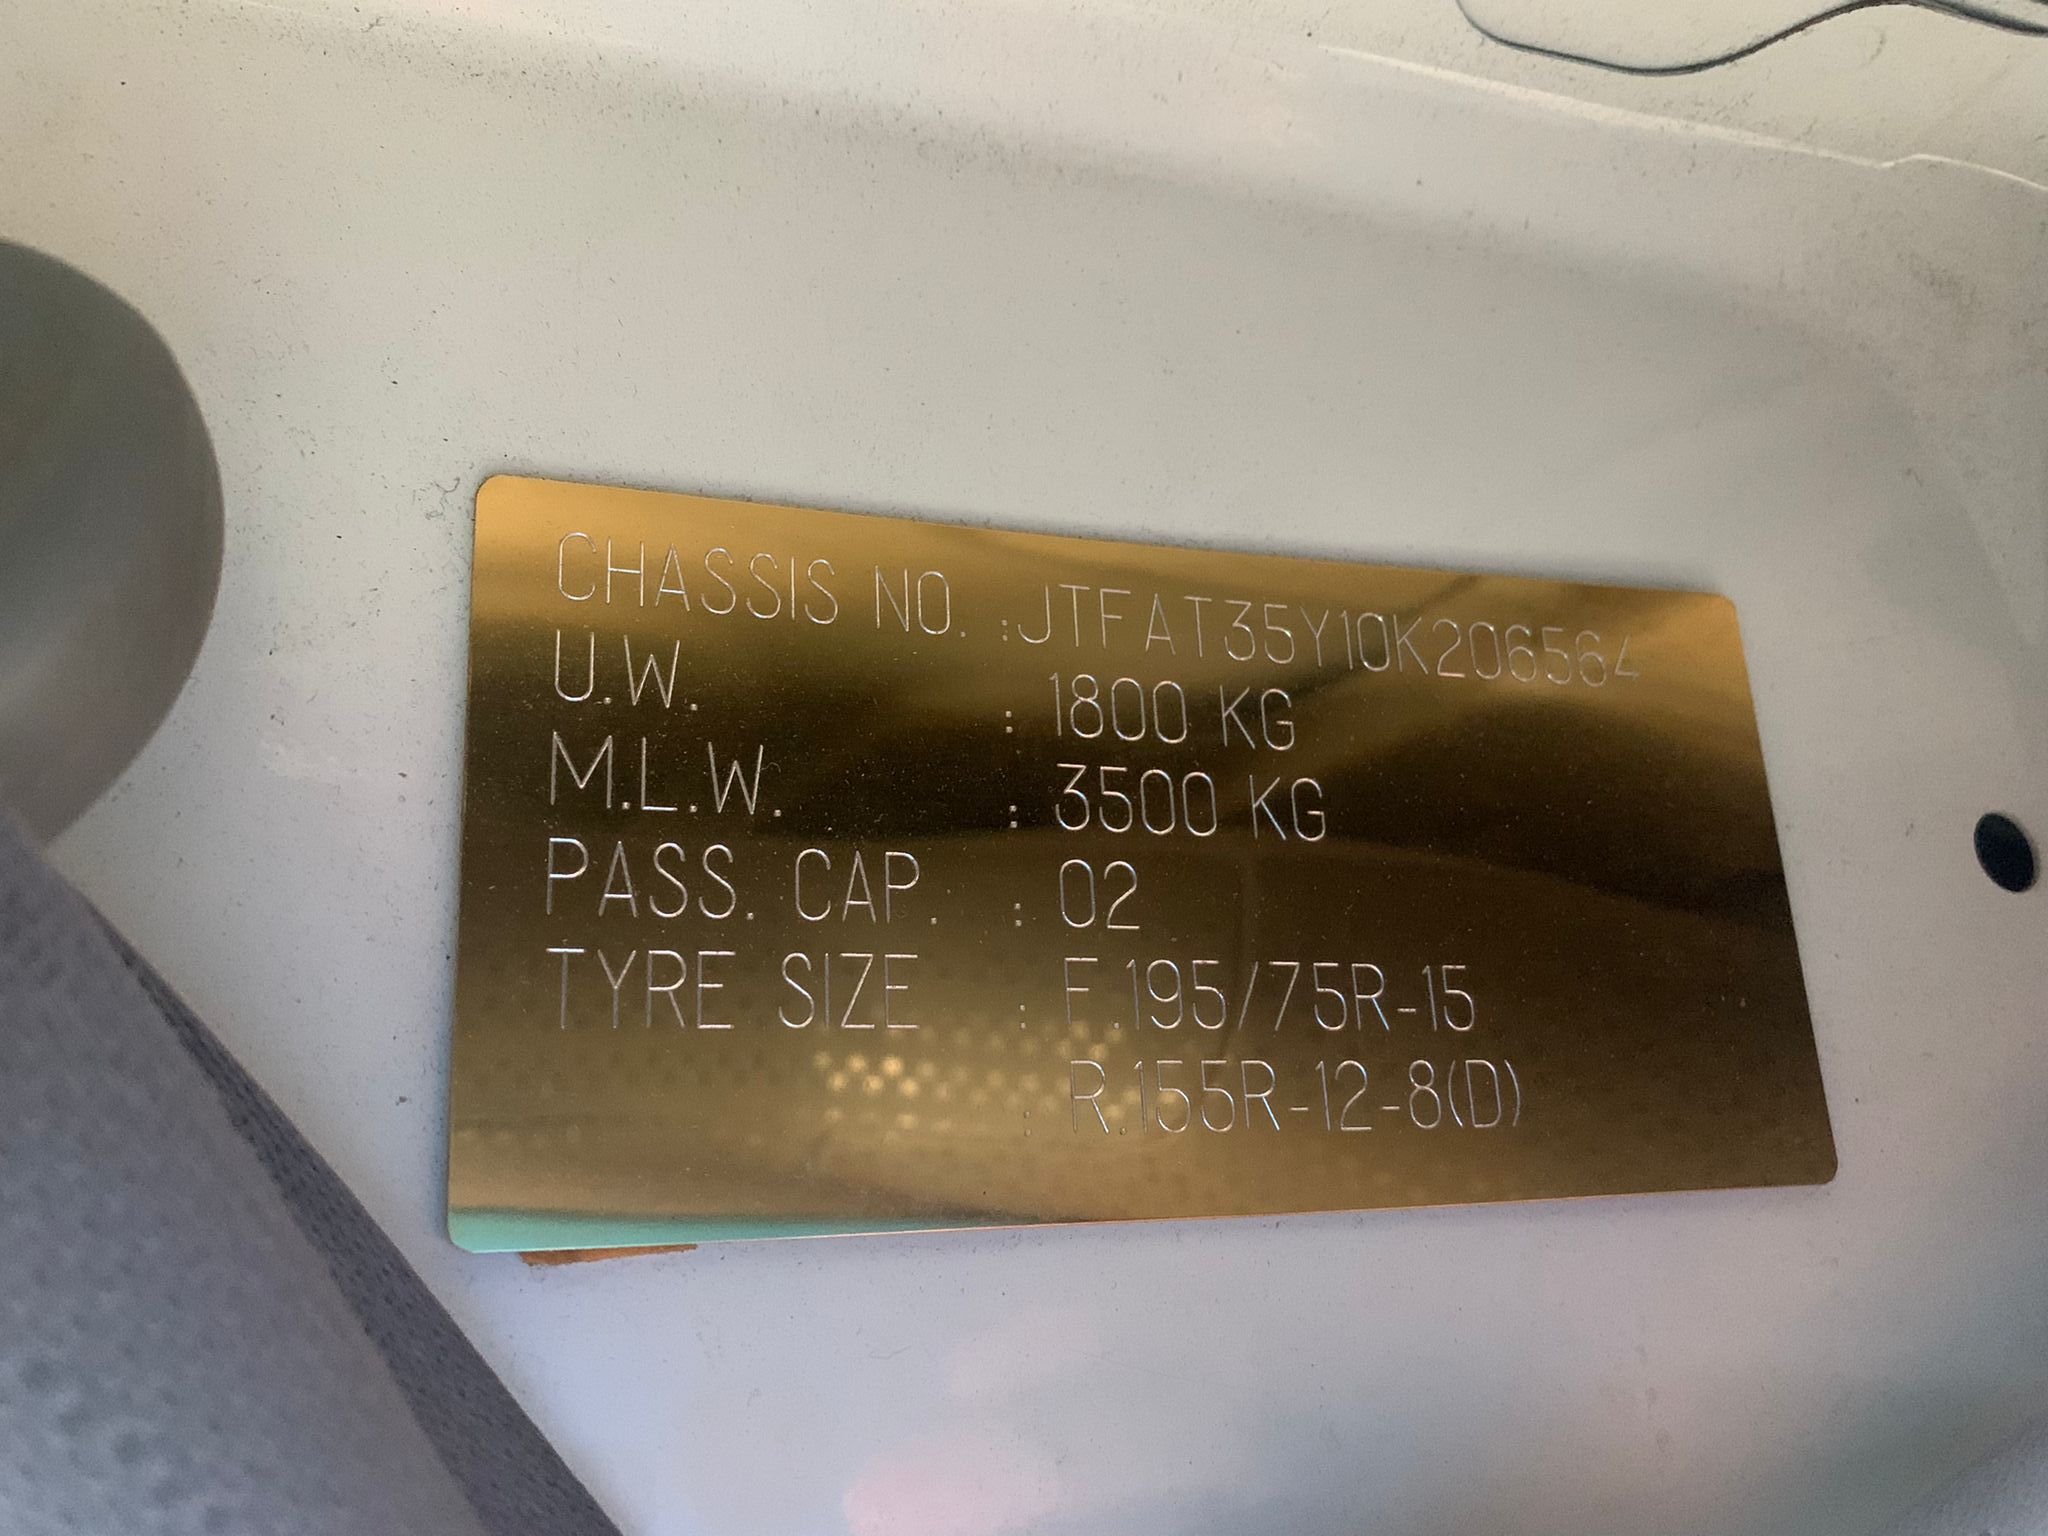 CHASSIS NO. :JTFAT35Y10K206564
U.W. : 1800 KG
M.L.W. : 3500 KG
PASS. CAP. : 02
TYRE SIZE : F.195/75R-15
: R.155R-12-8(D)